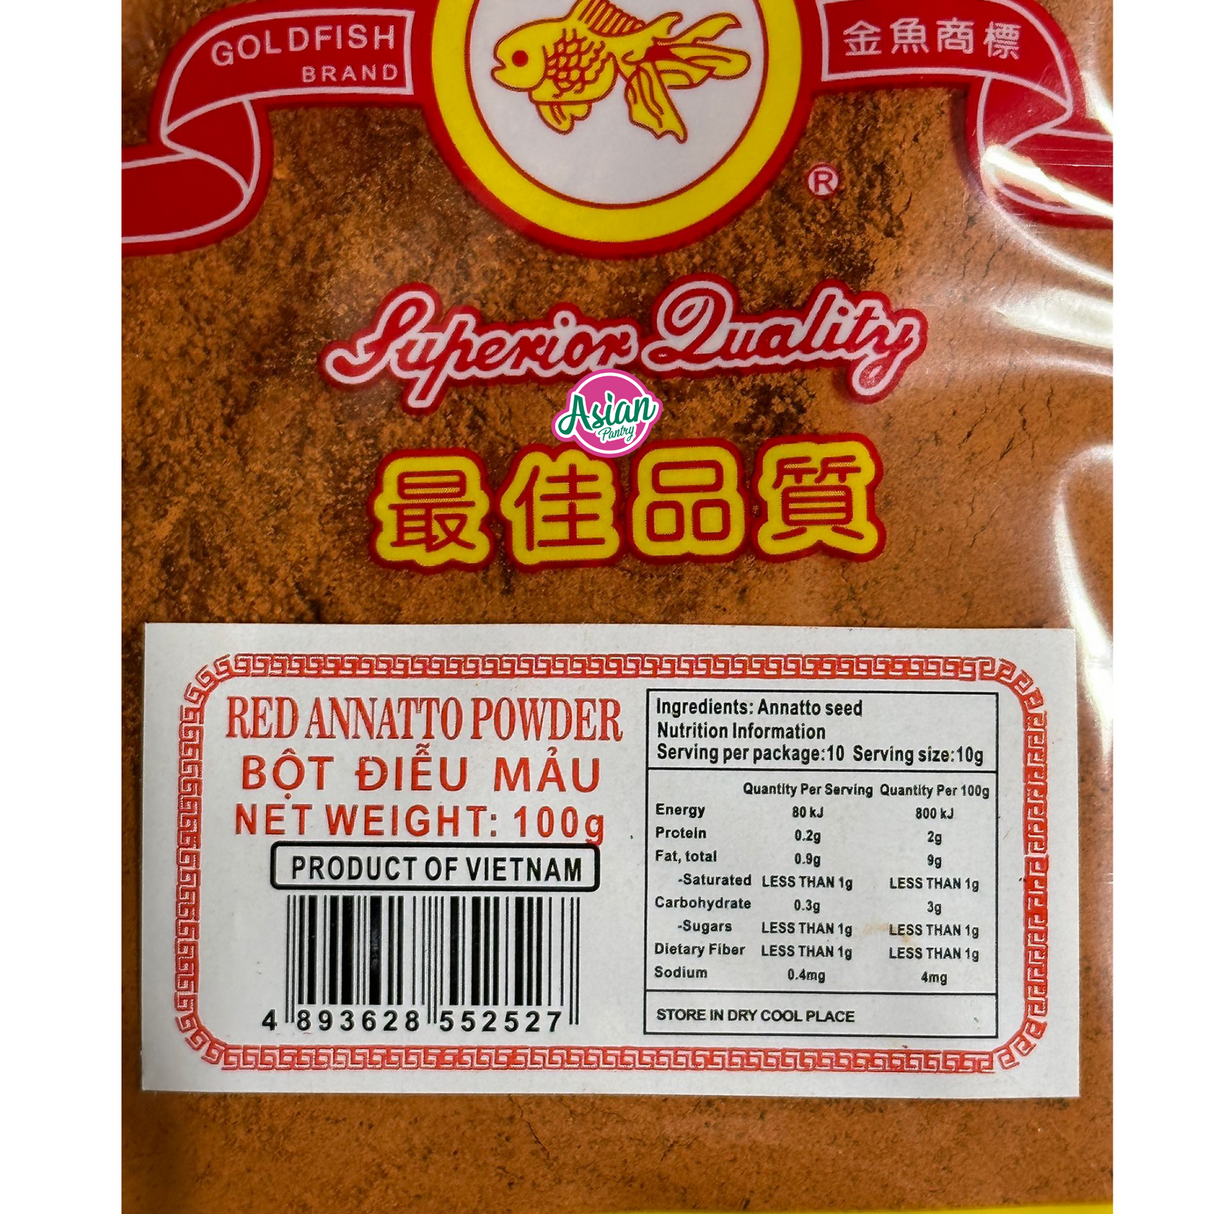 GOLDFISH
BRAND
金魚商標
®
Superior Quality
Asian
Pantry
最佳品質
RED ANNATTO POWDER
BỘT ĐIỄU MẢU
NET WEIGHT: 100g
PRODUCT OF VIETNAM
4 893628 552527
Ingredients: Annatto seed
Nutrition Information
Serving per package:10 Serving size:10g
Quantity Per Serving Quantity Per 100g
Energy 80 kJ 800 kJ
Protein 0.2g 2g
Fat, total 0.9g 9g
-Saturated LESS THAN 1g LESS THAN 1g
Carbohydrate 0.3g 3g
-Sugars LESS THAN 1g LESS THAN 1g
Dietary Fiber LESS THAN 1g LESS THAN 1g
Sodium 0.4mg 4mg
STORE IN DRY COOL PLACE